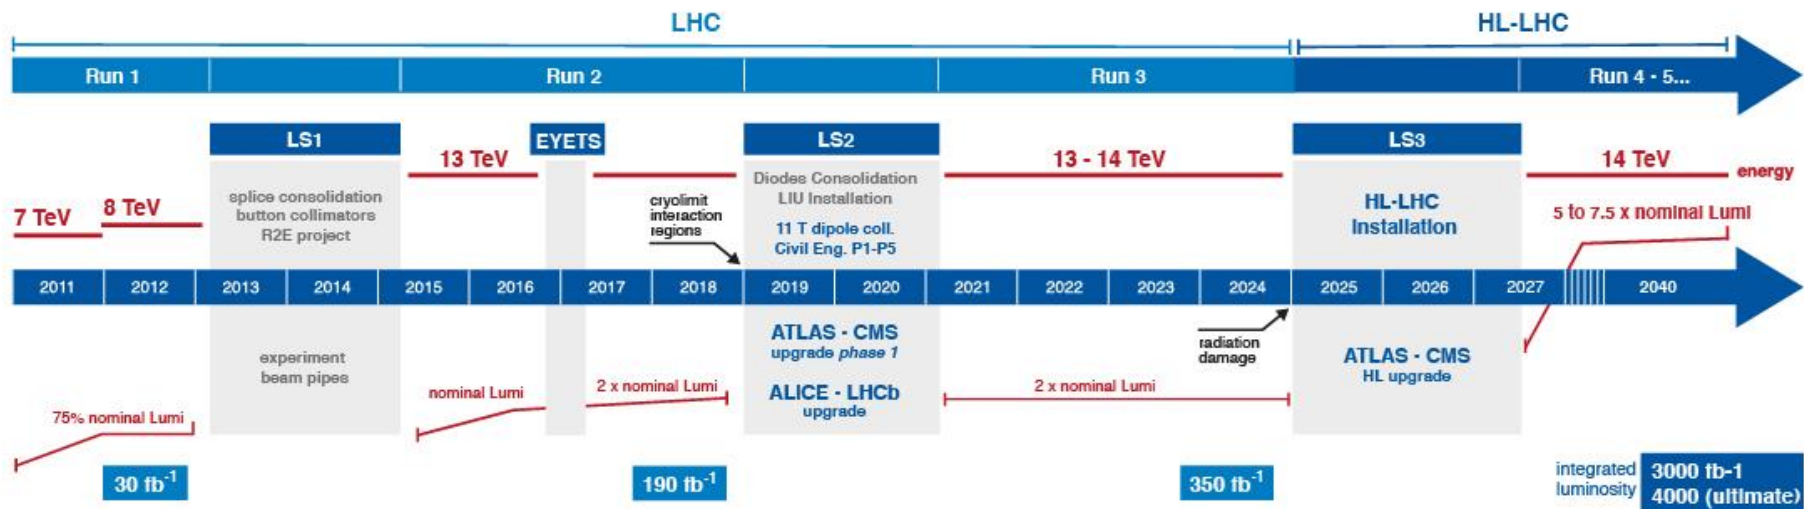 LHC
HL-LHC
Run 1
Run 2
Run 3
Run 4 - 5...
LS1
EYETS
LS2
LS3
13 TeV
13 - 14 TeV
14 TeV
energy
7 TeV
8 TeV
splice consolidation
button collimators
R2E project
cryolimit
interaction
regions
Diodes Consolidation
LIU Installation
11 T dipole coll.
Civil Eng. P1-P5
HL-LHC
Installation
5 to 7.5 x nominal Lumi
2011
2012
2013
2014
2015
2016
2017
2018
2019
2020
2021
2022
2023
2024
2025
2026
2027
2040
experiment
beam pipes
ATLAS - CMS
upgrade phase 1
ALICE - LHCb
upgrade
radiation
damage
ATLAS - CMS
HL upgrade
75% nominal Lumi
nominal Lumi
2 x nominal Lumi
2 x nominal Lumi
30 fb⁻¹
190 fb⁻¹
350 fb⁻¹
integrated
luminosity
3000 fb-1
4000 (ultimate)